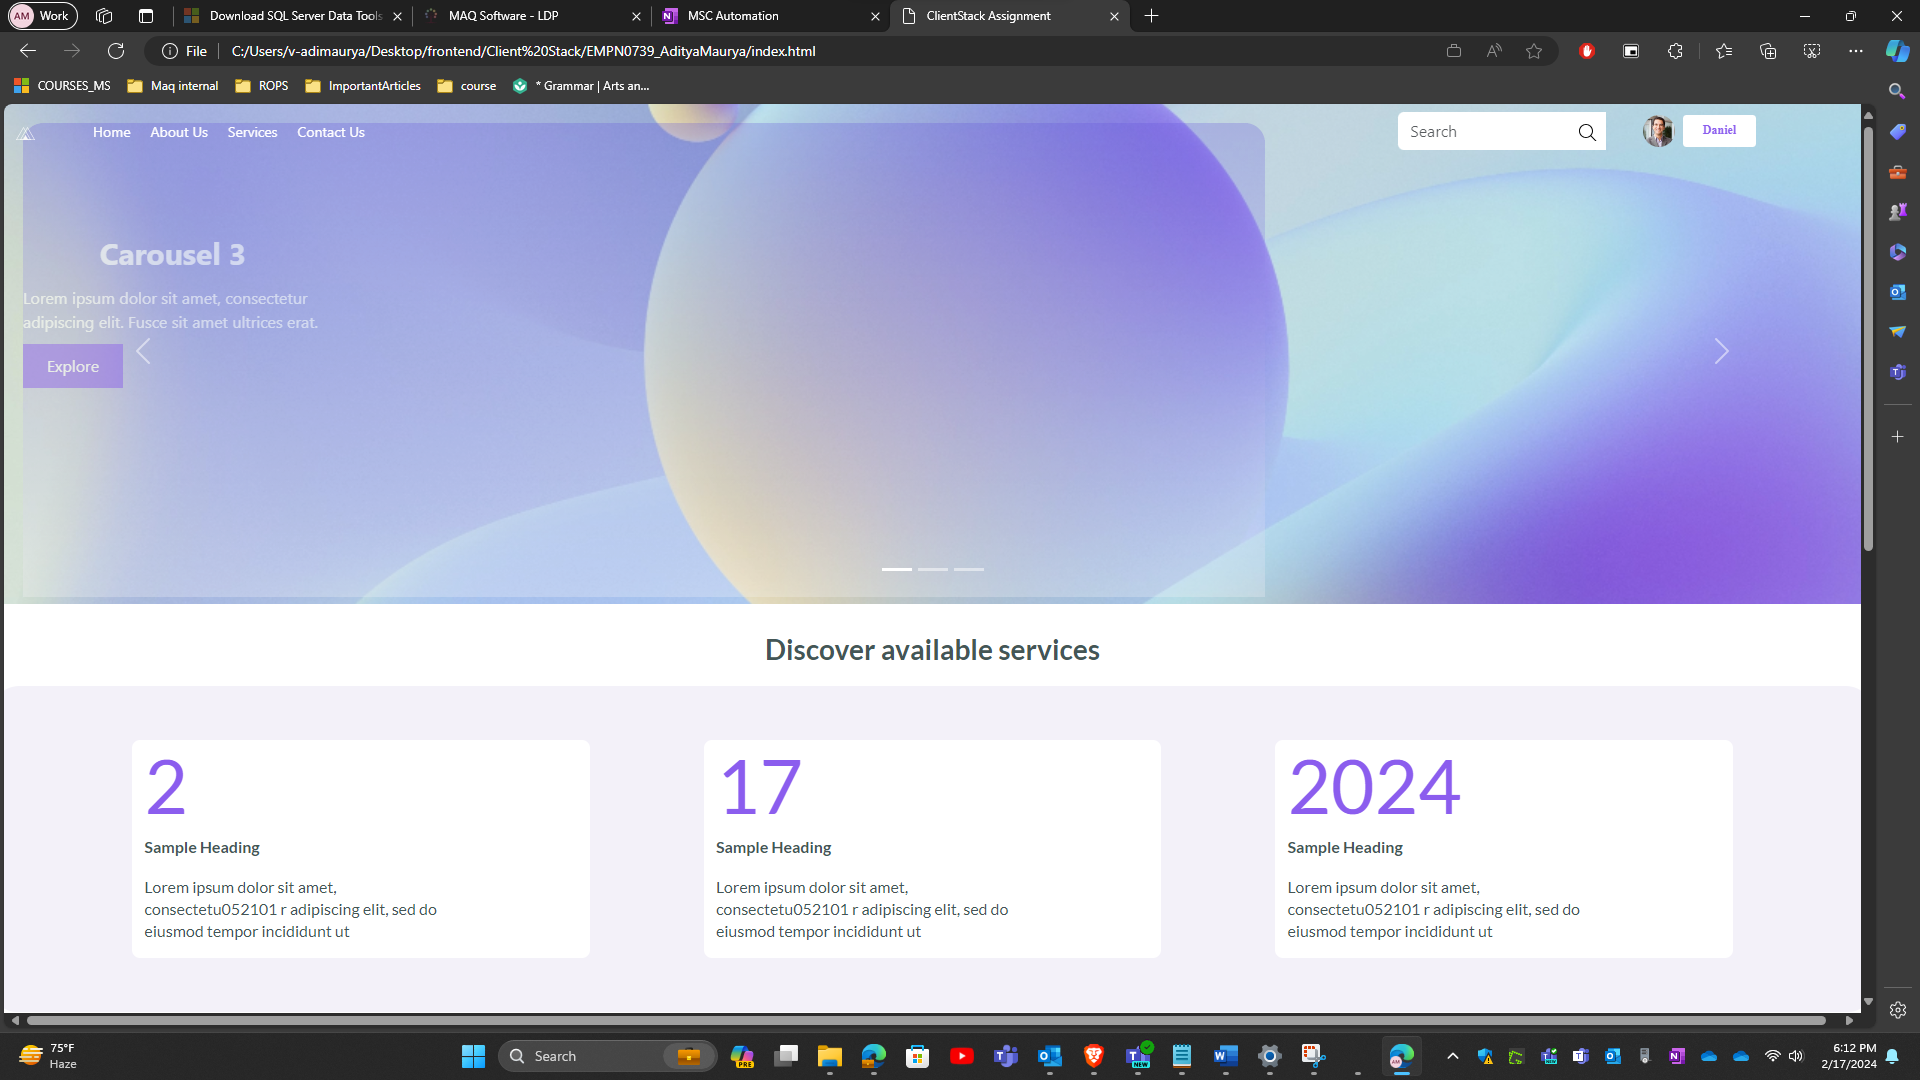 AM Work
Download SQL Server Data Tools
MAQ Software - LDP
MSC Automation
ClientStack Assignment
File
C:/Users/v-adimaurya/Desktop/frontend/Client%20Stack/EMPN0739_AdityaMaurya/index.html
COURSES_MS
Maq internal
ROPS
ImportantArticles
course
* Grammar | Arts an...
Home
About Us
Services
Contact Us
Search
Daniel
Carousel 3
Lorem ipsum dolor sit amet, consectetur
adipiscing elit. Fusce sit amet ultrices erat.
Explore
Discover available services
2
Sample Heading
Lorem ipsum dolor sit amet,
consectetu052101 r adipiscing elit, sed do
eiusmod tempor incididunt ut
17
Sample Heading
Lorem ipsum dolor sit amet,
consectetu052101 r adipiscing elit, sed do
eiusmod tempor incididunt ut
2024
Sample Heading
Lorem ipsum dolor sit amet,
consectetu052101 r adipiscing elit, sed do
eiusmod tempor incididunt ut
75°F
Haze
Search
PRE
NEW
6:12 PM
2/17/2024